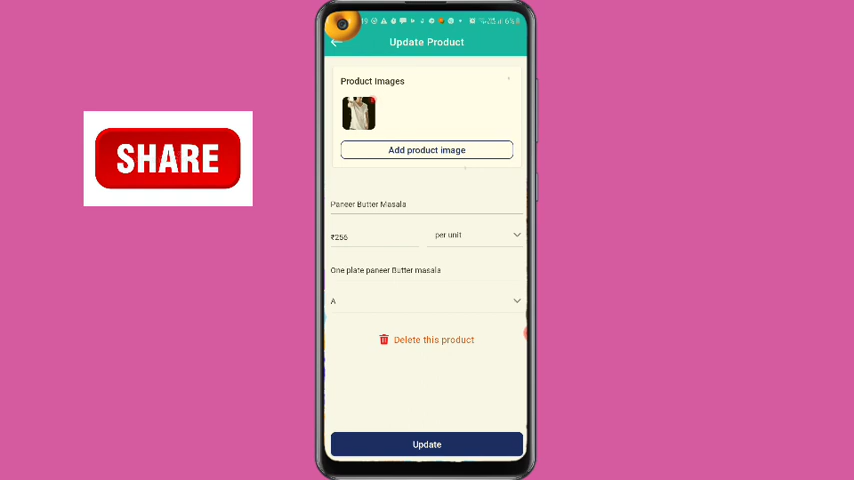 SHARE
6%
Update Product
Product Images
Add product image
Paneer Butter Masala
₹256
per unit
One plate paneer Butter masala
A
Delete this product
Update